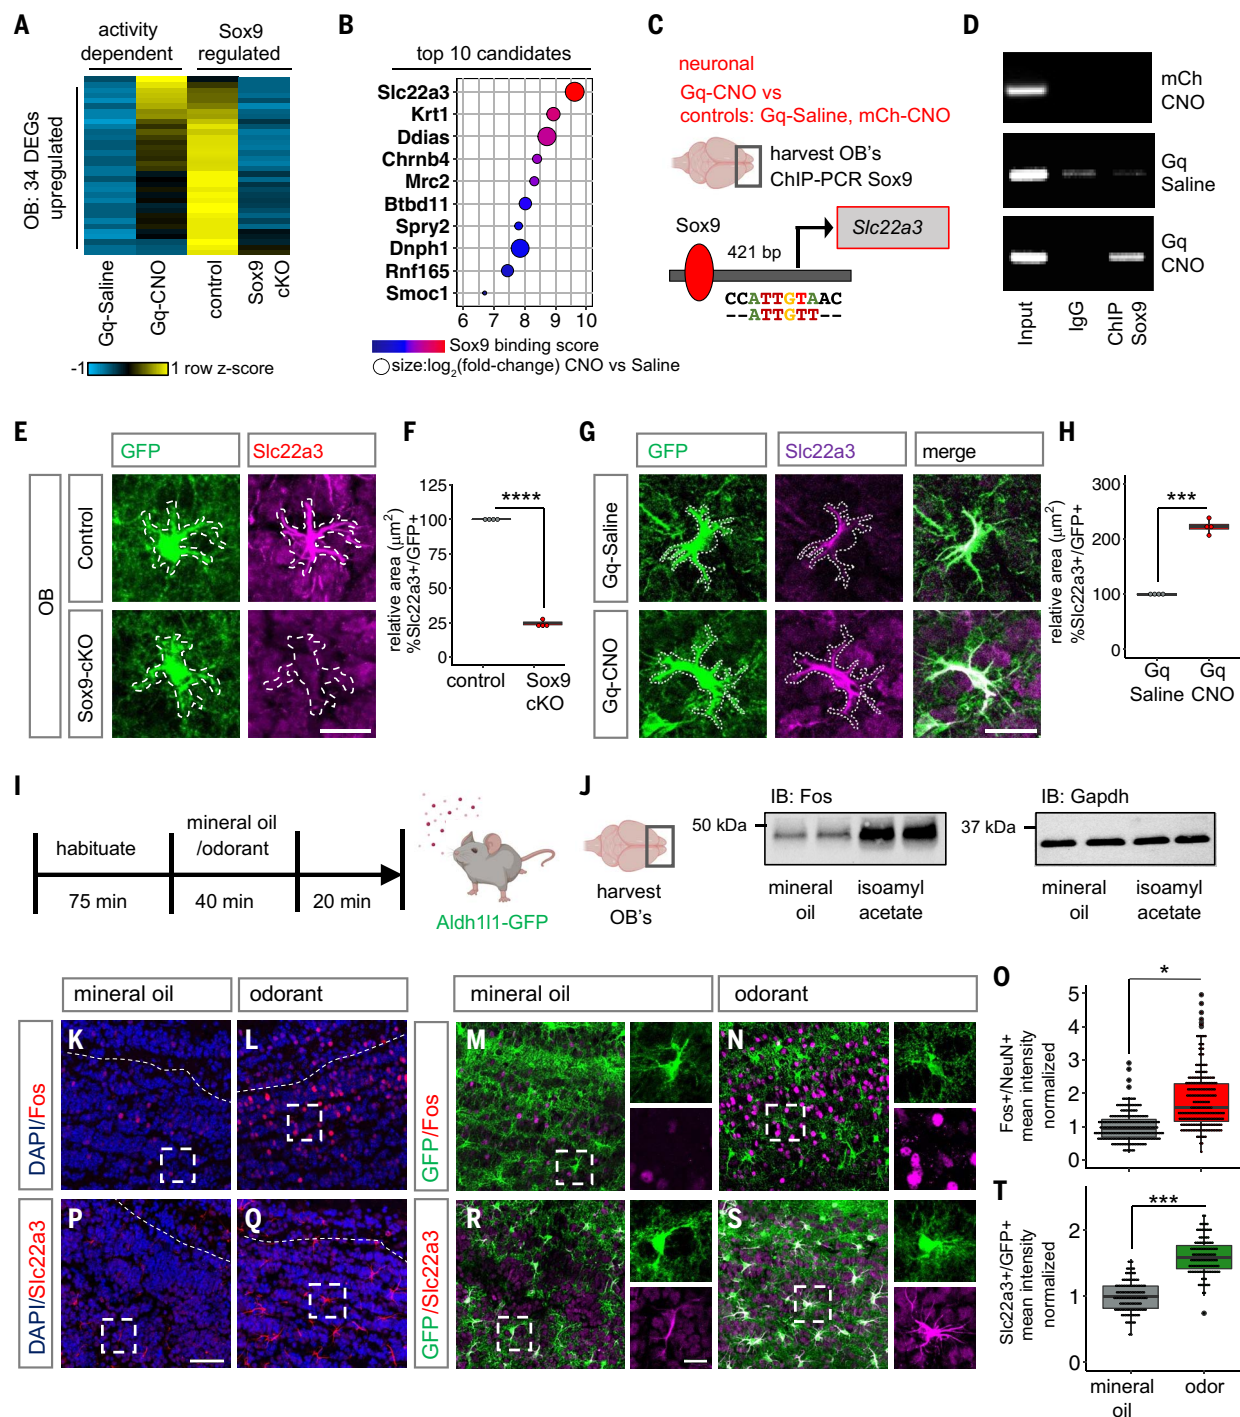 A
activity dependent
Sox9 regulated
OB: 34 DEGs upregulated
Gq-Saline
Gq-CNO
control
Sox9 cKO
-1
1 row z-score
B
top 10 candidates
Slc22a3
Krt1
Ddias
Chrnb4
Mrc2
Btbd11
Spry2
Dnph1
Rnf165
Smoc1
6 7 8 9 10
Sox9 binding score
size:log2(fold-change) CNO vs Saline
C
neuronal
Gq-CNO vs
controls: Gq-Saline, mCh-CNO
harvest OB's
ChIP-PCR Sox9
Sox9
421 bp
Slc22a3
CCATTGTAAC
--ATTGTT--
D
mCh CNO
Gq Saline
Gq CNO
Input
IgG
ChIP Sox9
E
GFP
Slc22a3
OB
Control
Sox9-cKO
F
relative area (μm2)
%Slc22a3+/GFP+
125
100
75
50
25
0
****
control
Sox9 cKO
G
GFP
Slc22a3
merge
Gq-Saline
Gq-CNO
H
relative area (μm2)
%Slc22a3+/GFP+
300
200
100
0
***
Gq Saline
Gq CNO
I
habituate
mineral oil
/odorant
75 min
40 min
20 min
Aldh1l1-GFP
J
harvest
OB's
IB: Fos
50 kDa
mineral oil
isoamyl acetate
IB: Gapdh
37 kDa
mineral oil
isoamyl acetate
mineral oil
odorant
mineral oil
odorant
DAPI/Fos
K
L
GFP/Fos
M
N
O
Fos+/NeuN+
mean intensity
normalized
5
4
3
2
1
0
*
DAPI/Slc22a3
P
Q
GFP/Slc22a3
R
S
T
Slc22a3+/GFP+
mean intensity
normalized
2
1
0
***
mineral oil
odor